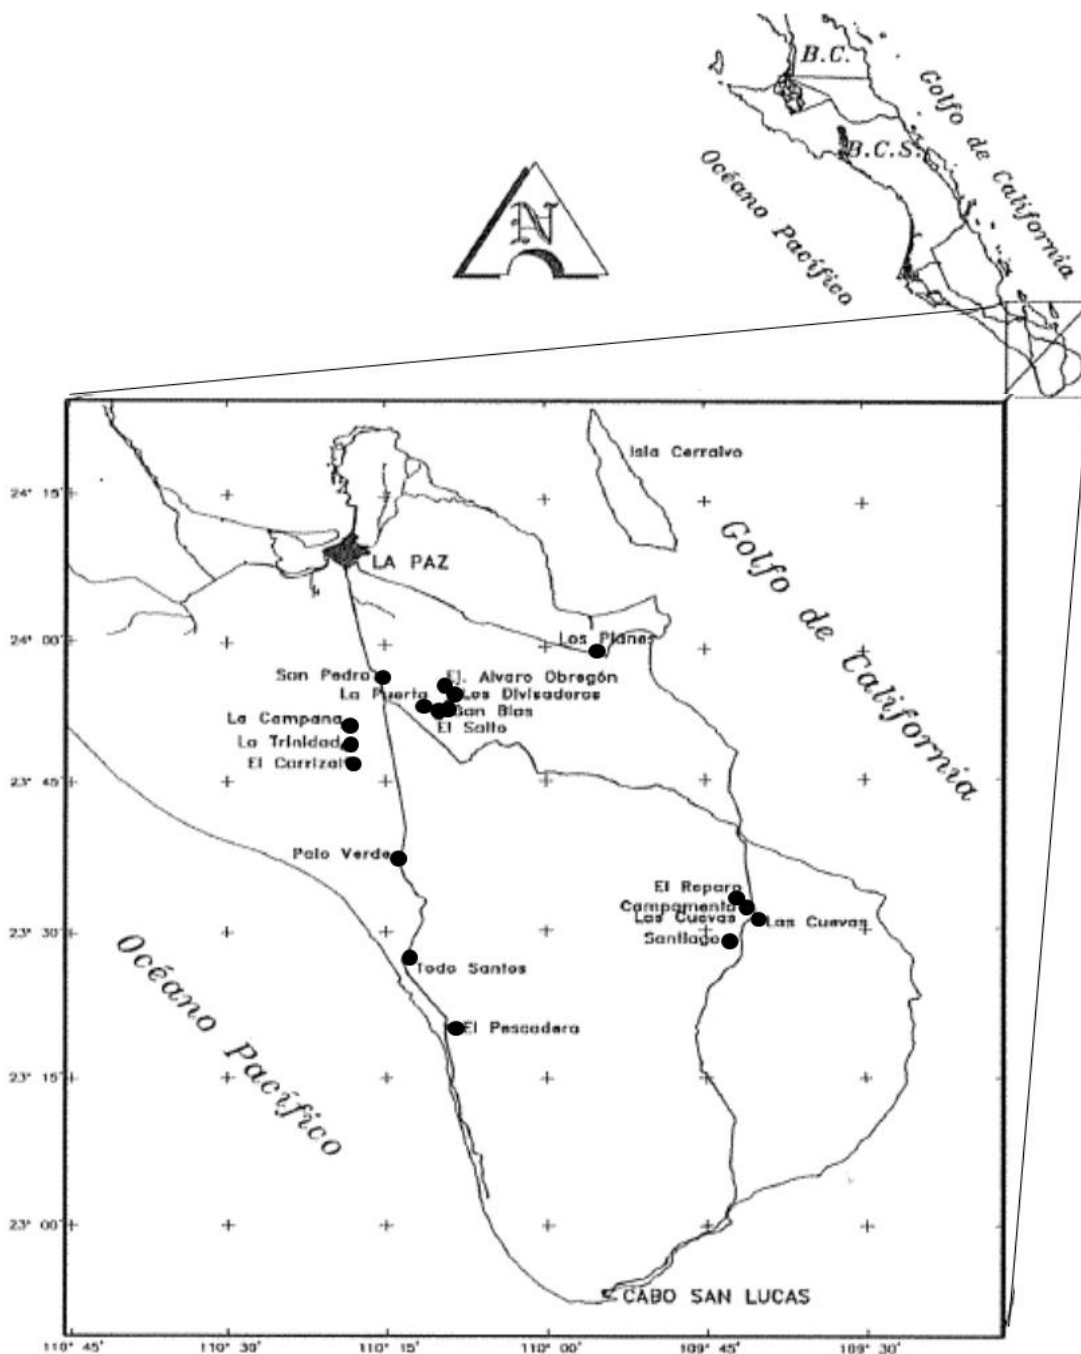 B.C.
Golfo de California
B.C.S.
Océano Pacífico
N
Isla Cerralvo
24° 15'
Golfo de California
LA PAZ
24° 00'
Los Planes
San Pedro
Ej. Alvaro Obregón
La Puerta
Los Divisaderos
San Blas
La Campana
El Salto
La Trinidad
El Carrizal
23° 45'
Palo Verde
El Reparo
Campamento
Las Cuevas
Las Cuevas
23° 30'
Santiago
Océano Pacífico
Todo Santos
El Pescadero
23° 15'
23° 00'
CABO SAN LUCAS
110° 45'
110° 30'
110° 15'
110° 00'
109° 45'
109° 30'